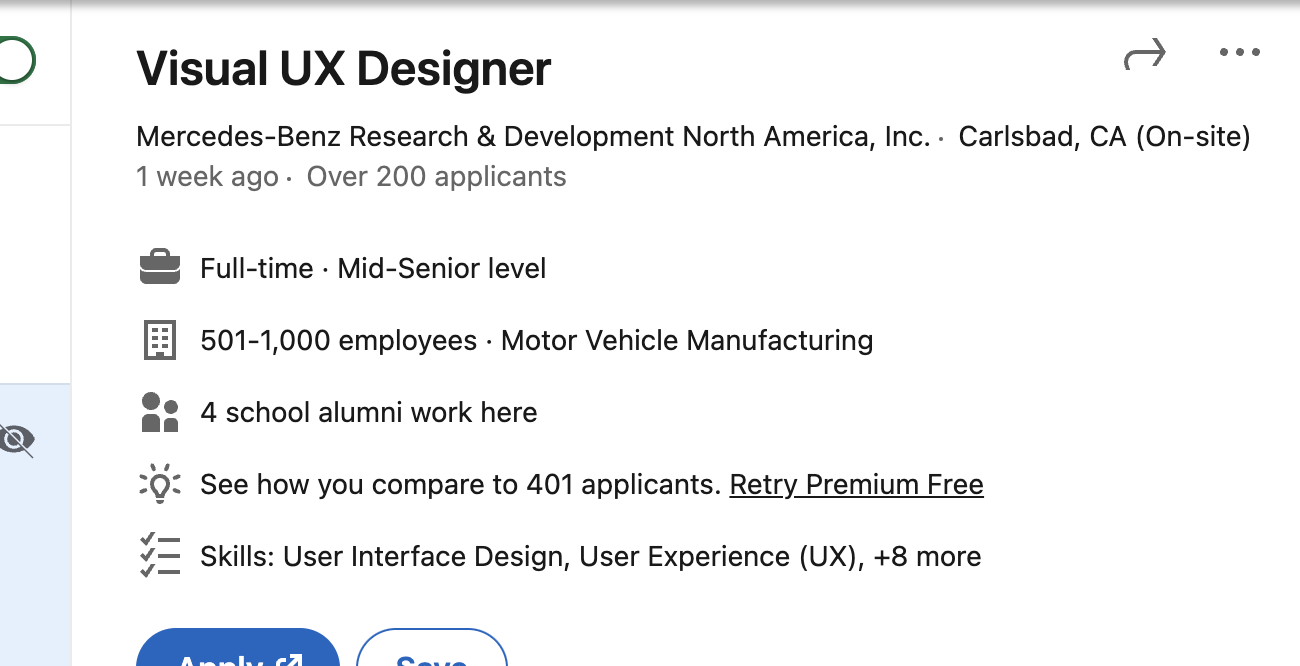 Visual UX Designer
Mercedes-Benz Research & Development North America, Inc. · Carlsbad, CA (On-site)
1 week ago · Over 200 applicants
Full-time · Mid-Senior level
501-1,000 employees · Motor Vehicle Manufacturing
4 school alumni work here
See how you compare to 401 applicants. Retry Premium Free
Skills: User Interface Design, User Experience (UX), +8 more
Apply Save